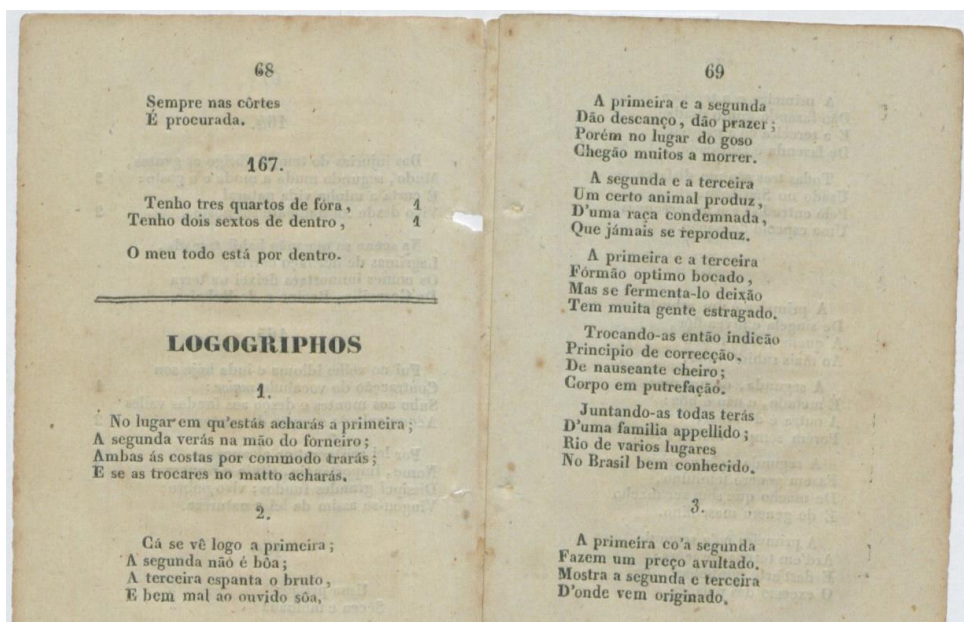 68
Sempre nas côrtes
É procurada.
167.
Tenho tres quartos de fóra, 1
Tenho dois sextos de dentro, 1
O meu todo está por dentro.
LOGOGRIPHOS
1.
No lugar em qu'estás acharás a primeira;
A segunda verás na mão do forneiro;
Ambas ás costas por commodo trarás;
E se as trocares no matto acharás.
2.
Cá se vê logo a primeira;
A segunda não é bôa;
A terceira espanta o bruto,
E bem mal ao ouvido sôa.
69
A primeira e a segunda
Dão descanço, dão prazer;
Porém no lugar do goso
Chegão muitos a morrer.
A segunda e a terceira
Um certo animal produz,
D'uma raça condemnada,
Que jámais se reproduz.
A primeira e a terceira
Fórmão optimo bocado,
Mas se fermenta-lo deixão
Tem muita gente estragado.
Trocando-as então indicão
Principio de correcção,
De nauseante cheiro;
Corpo em putrefação.
Juntando-as todas terás
D'uma familia appellido;
Rio de varios lugares
No Brasil bem conhecido.
3.
A primeira co'a segunda
Fazem um preço avultado.
Mostra a segunda e terceira
D'onde vem originado.